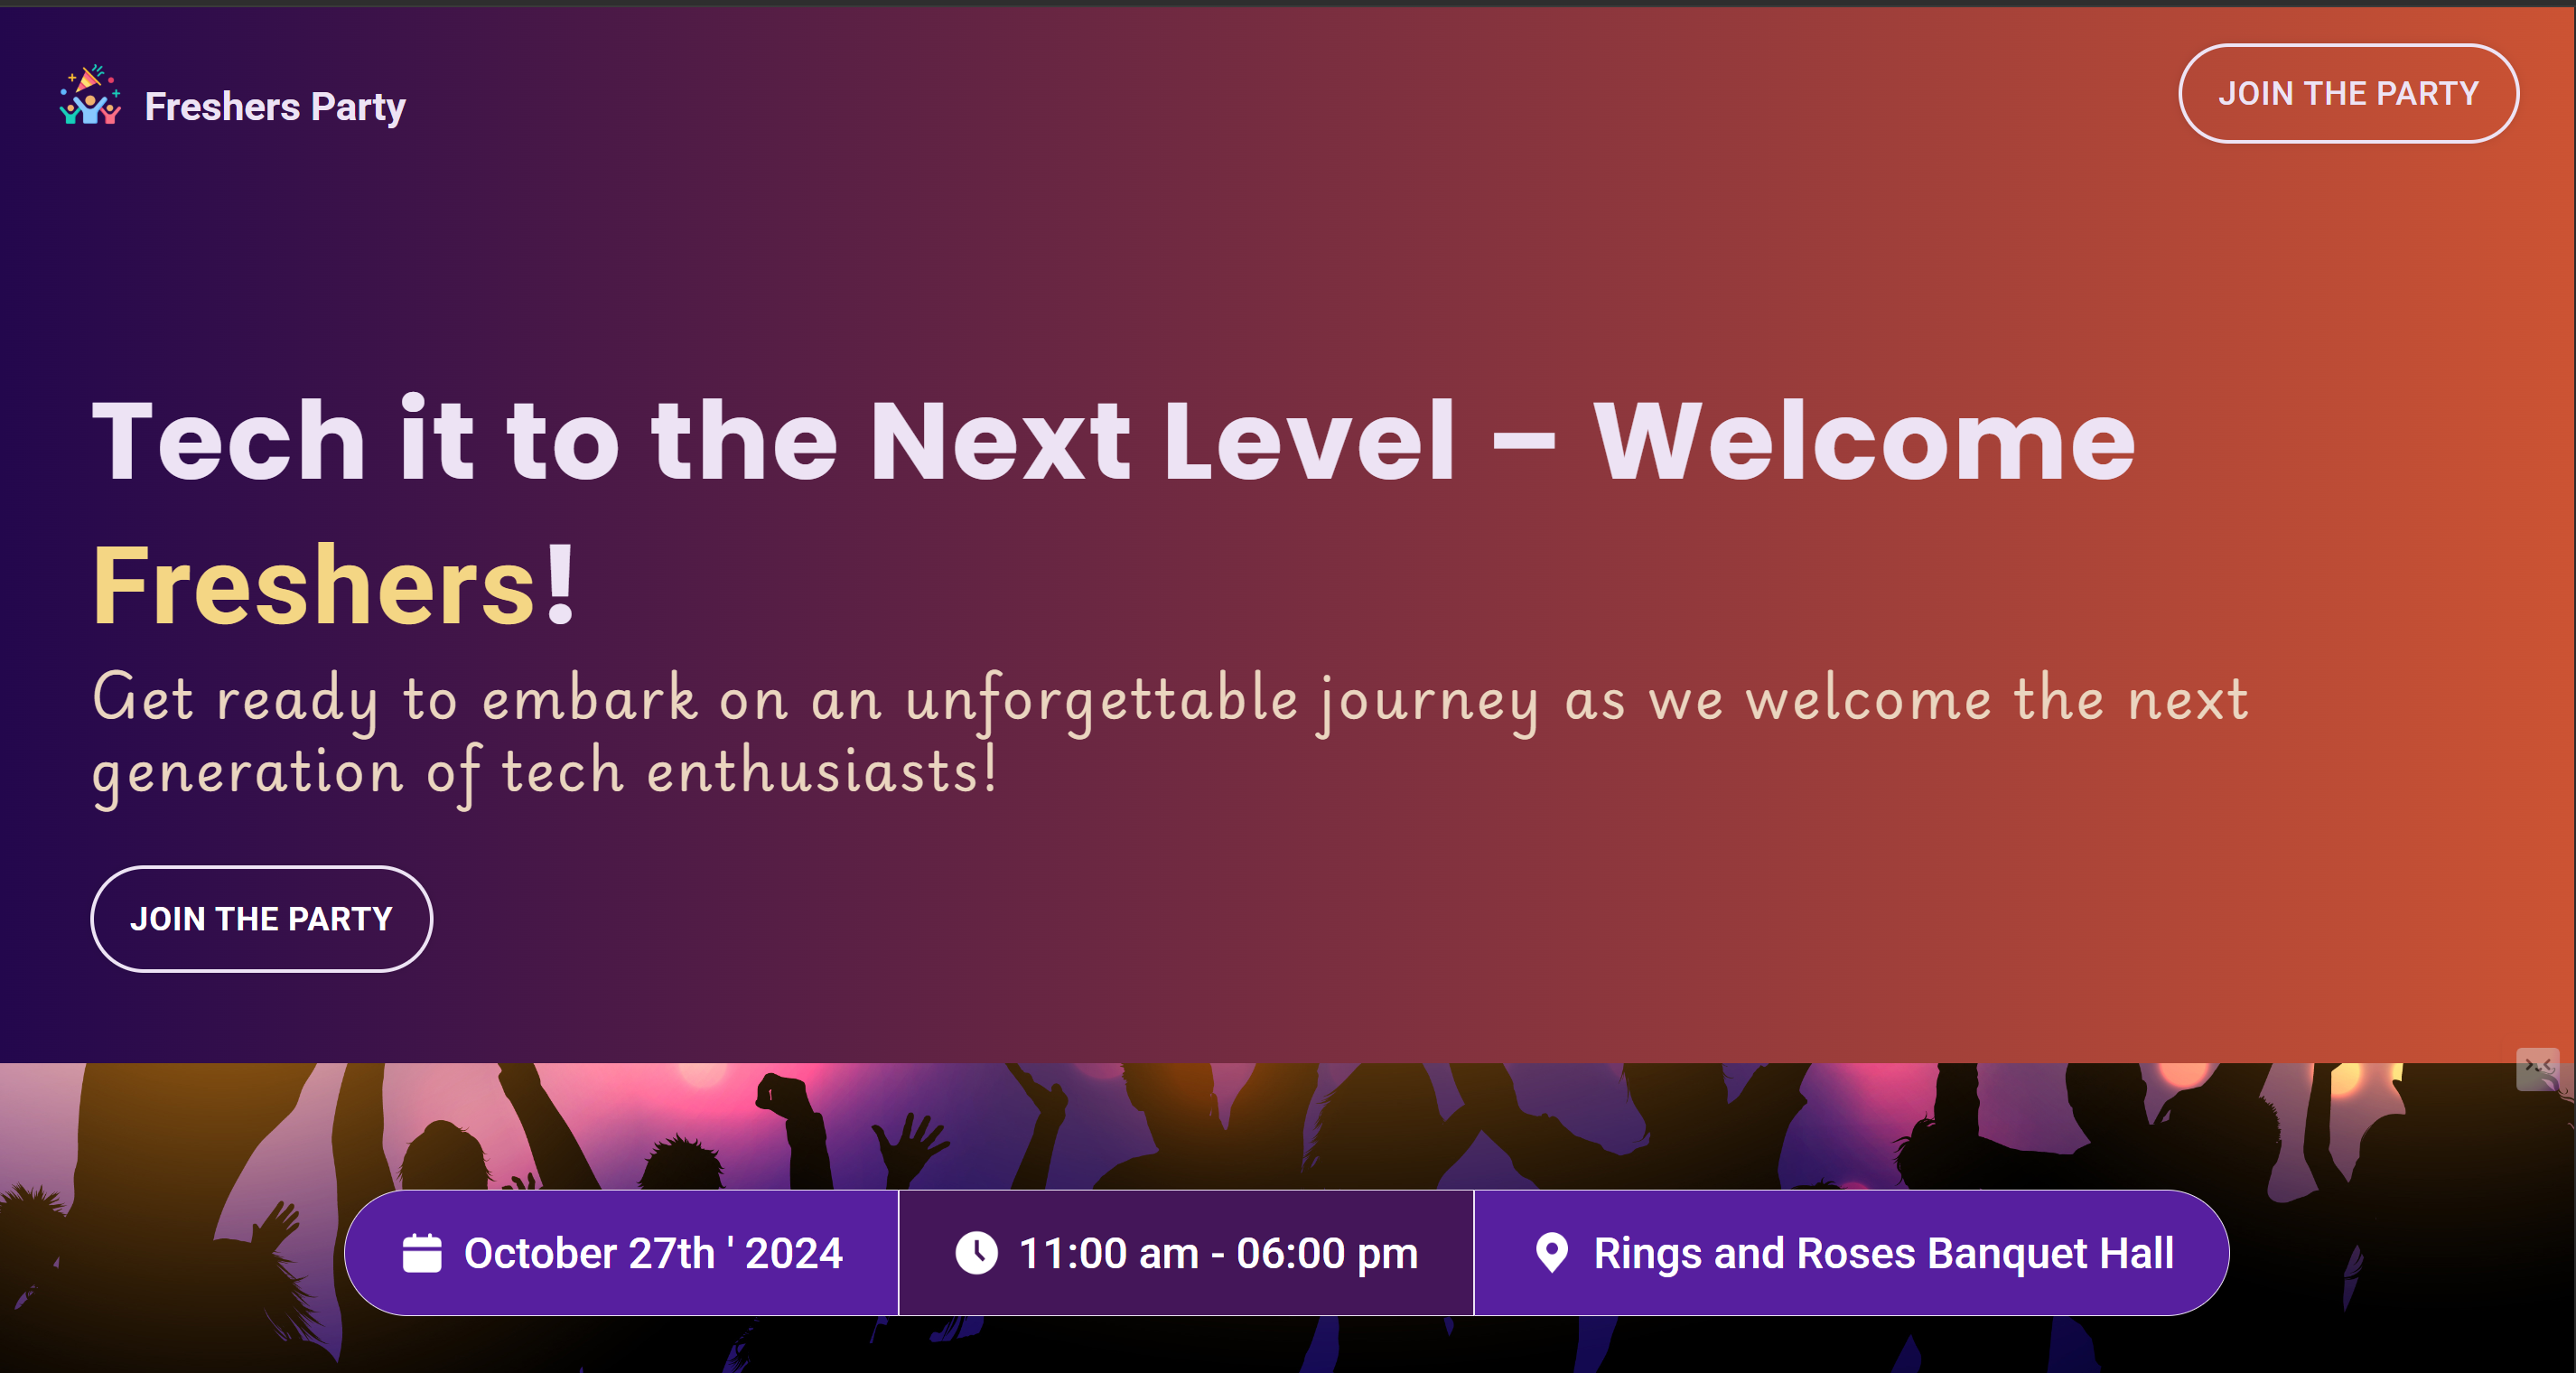 Freshers Party
JOIN THE PARTY
Tech it to the Next Level – Welcome
Freshers!
Get ready to embark on an unforgettable journey as we welcome the next
generation of tech enthusiasts!
JOIN THE PARTY
October 27th ' 2024
11:00 am - 06:00 pm
Rings and Roses Banquet Hall